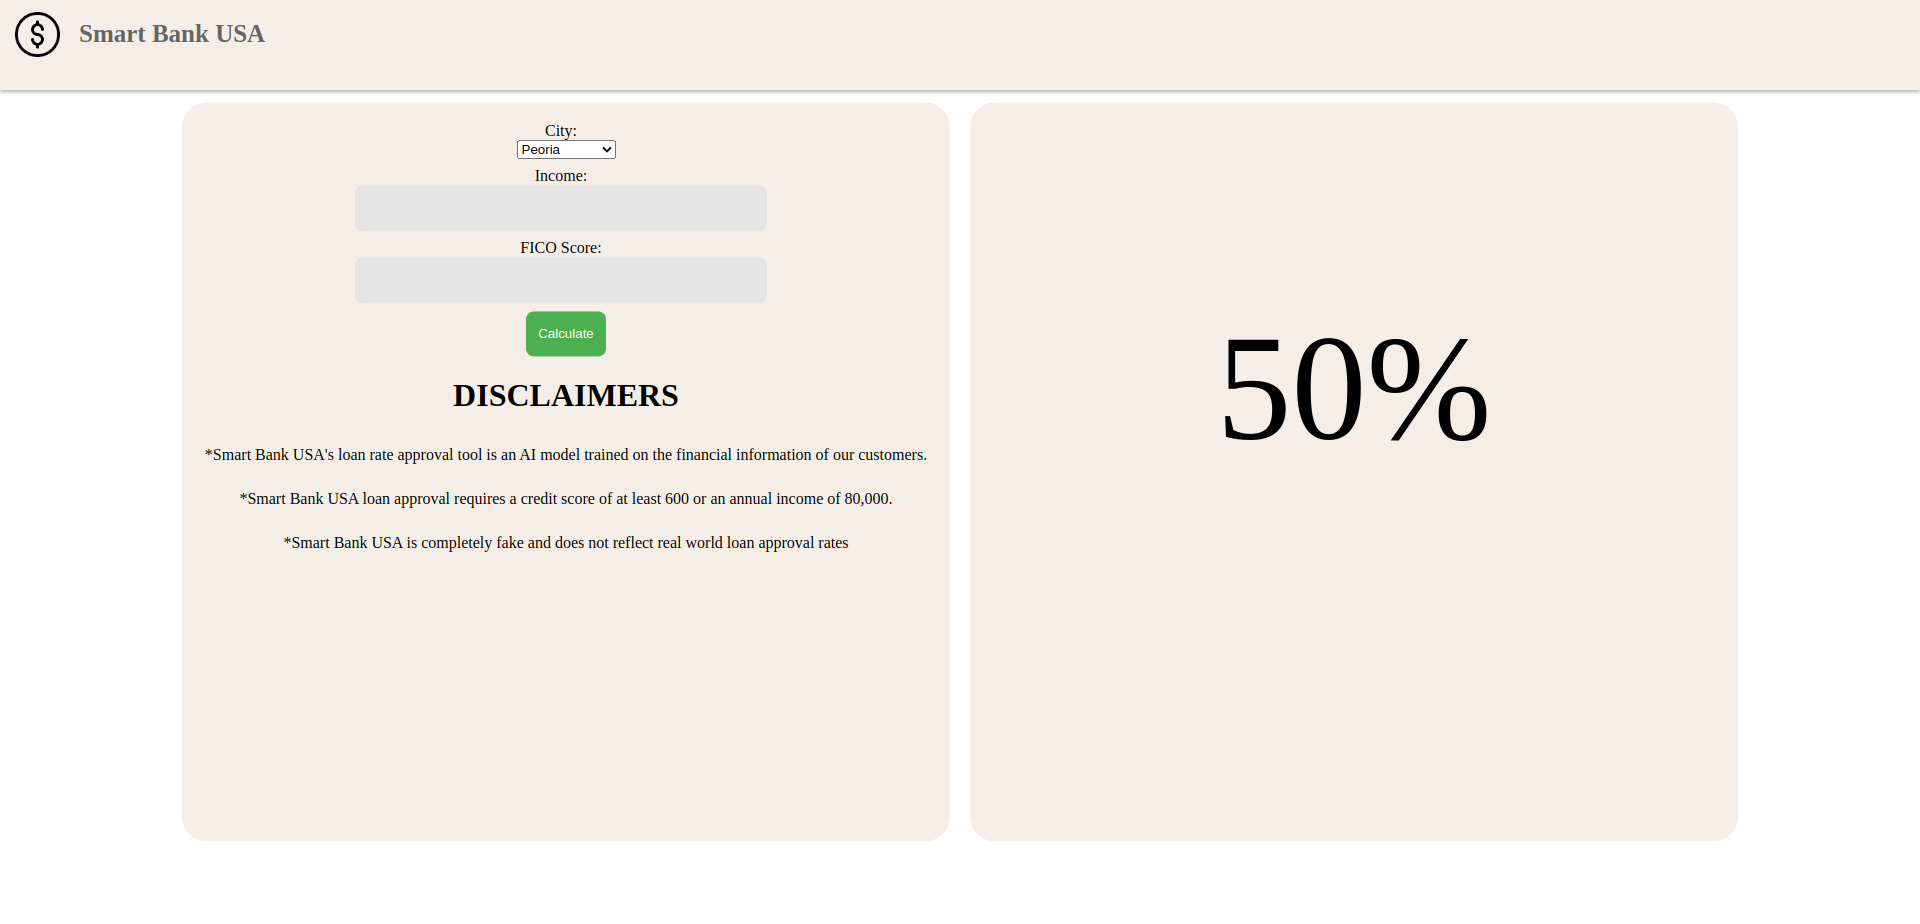 Smart Bank USA
City:
Peoria
Income:
FICO Score:
Calculate
DISCLAIMERS
*Smart Bank USA's loan rate approval tool is an AI model trained on the financial information of our customers.
*Smart Bank USA loan approval requires a credit score of at least 600 or an annual income of 80,000.
*Smart Bank USA is completely fake and does not reflect real world loan approval rates
50%